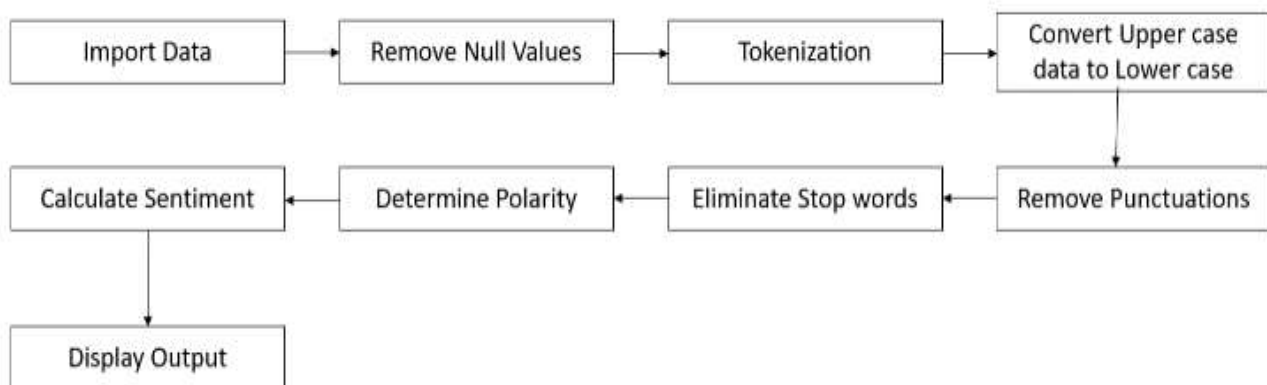 Import Data
Remove Null Values
Tokenization
Convert Upper case
data to Lower case
Remove Punctuations
Eliminate Stop words
Determine Polarity
Calculate Sentiment
Display Output